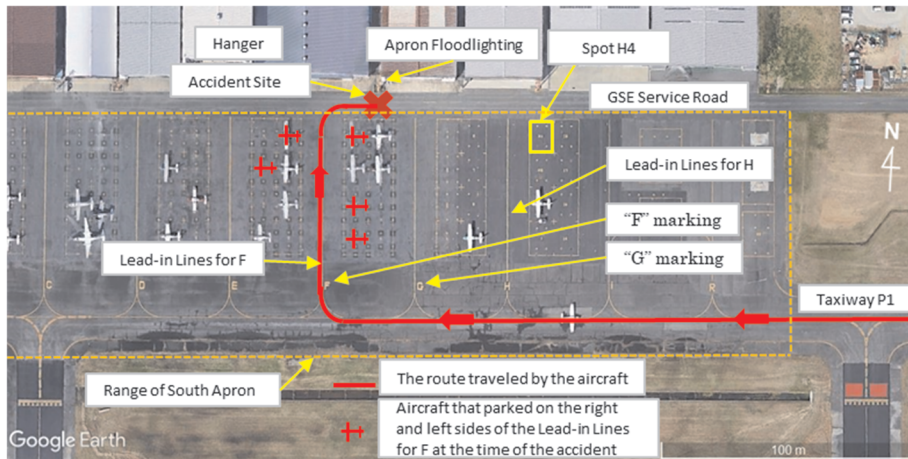 Hanger
Apron Floodlighting
Spot H4
Accident Site
GSE Service Road
N
Lead-in Lines for H
"F" marking
Lead-in Lines for F
"G" marking
C
D
E
F
G
H
I
R
Taxiway P1
Range of South Apron
The route traveled by the aircraft
Aircraft that parked on the right
and left sides of the Lead-in Lines
for F at the time of the accident
Google Earth
100 m